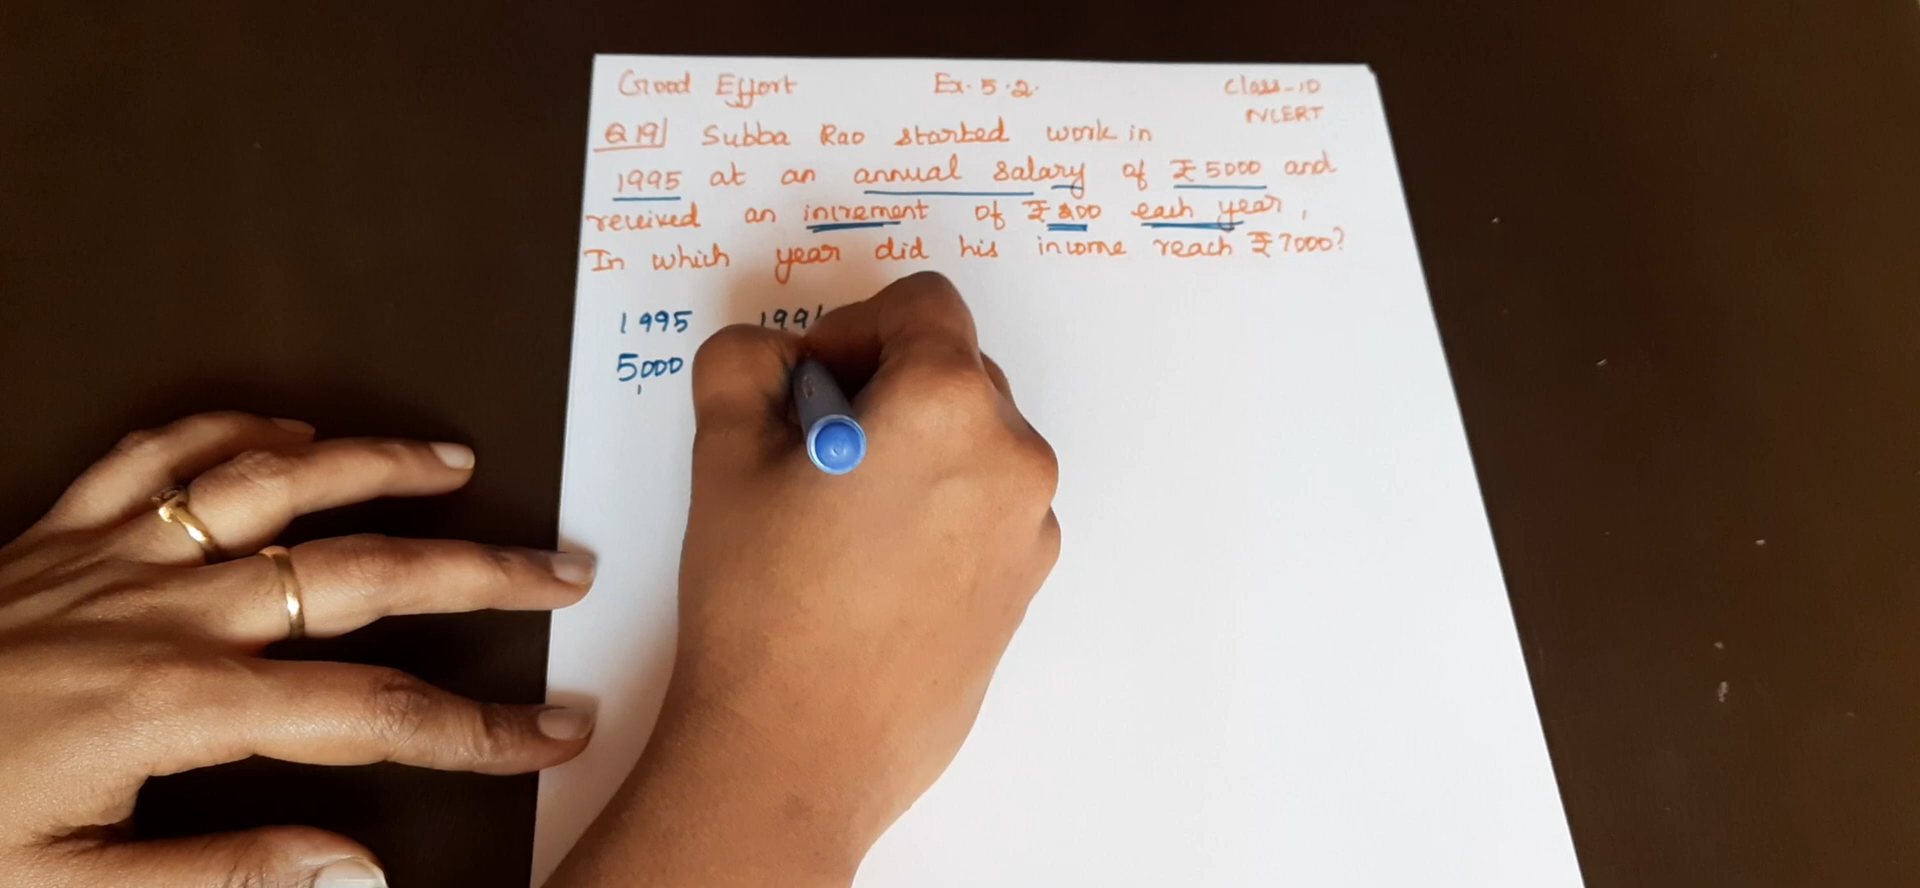 Good Effort Ex. 5.2. Class-10
NCERT
Q 19 Subba Rao started work in
1995 at an annual salary of ₹ 5000 and
received an increment of ₹ 200 each year,
In which year did his income reach ₹ 7000?
1995
5000